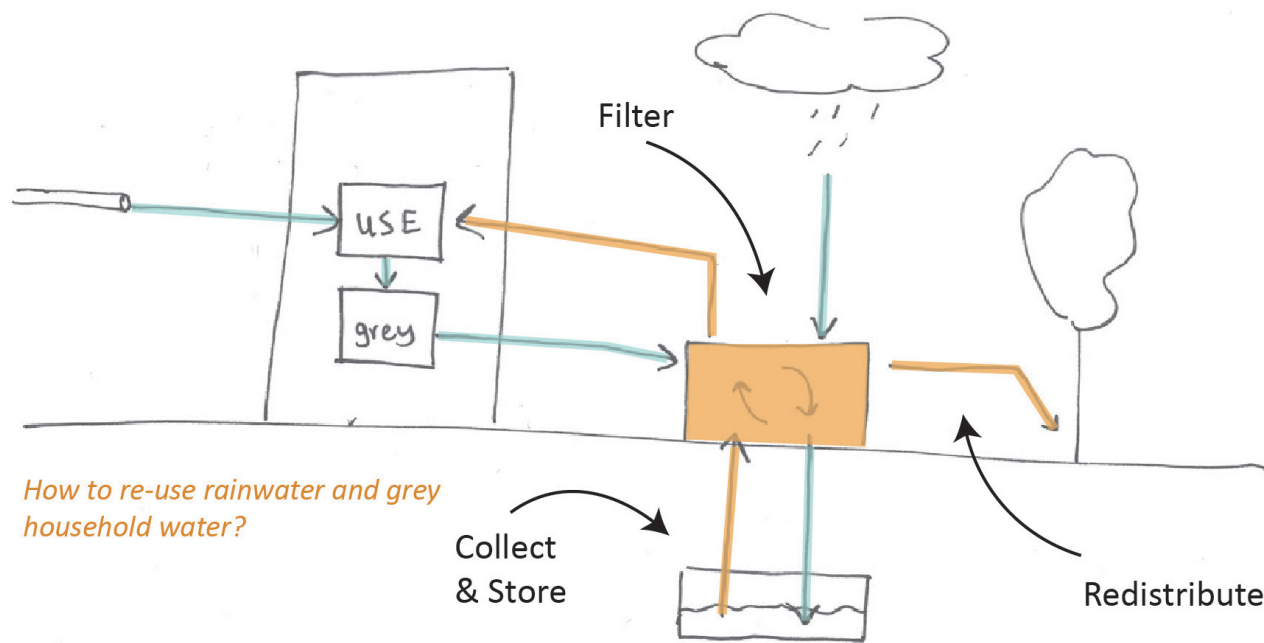 Filter
USE
grey
How to re-use rainwater and grey
household water?
Collect
& Store
Redistribute